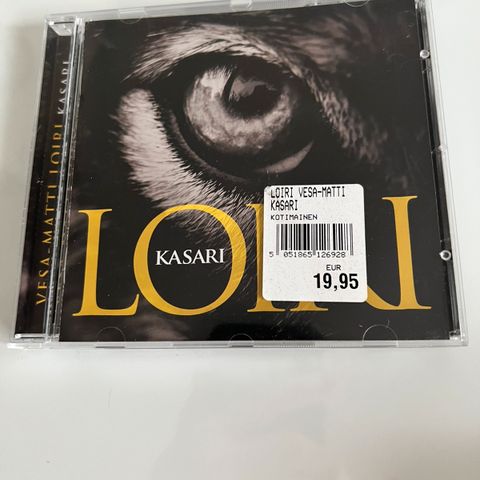 VESA-MATTI LOIRI KASARI
LOIRI
KASARI
LOIRI VESA-MATTI
KASARI
KOTIMAINEN
5 051865 126928
EUR
19,95